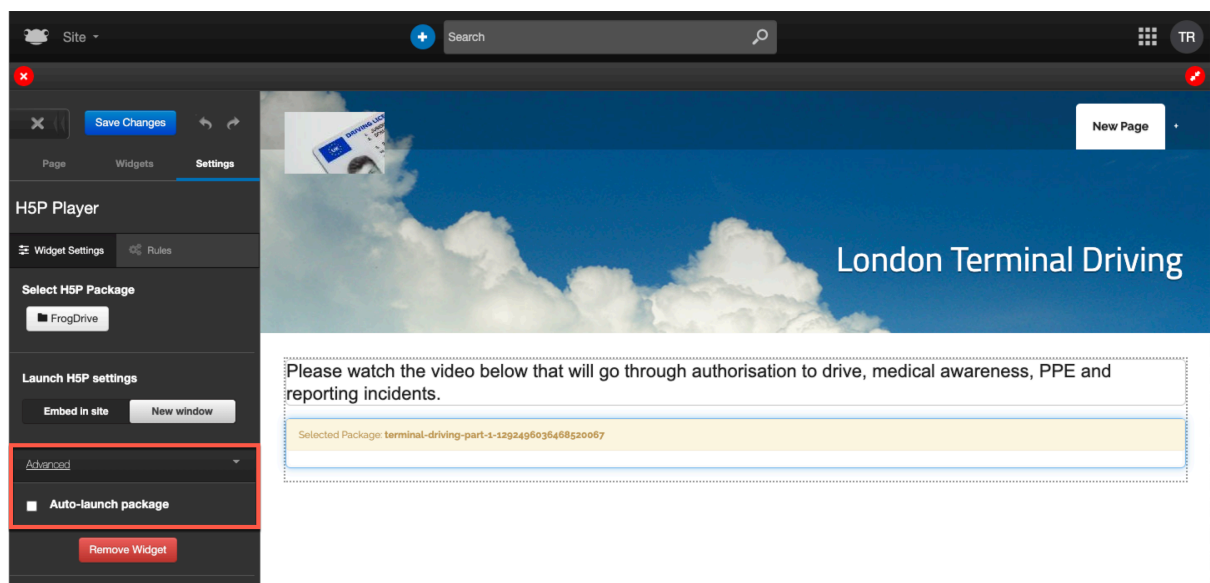 Site
Search
TR
Save Changes
Page Widgets Settings
H5P Player
Widget Settings Rules
Select H5P Package
FrogDrive
Launch H5P settings
Embed in site New window
Advanced
Auto-launch package
Remove Widget
DRIVING LICE
UK
New Page +
London Terminal Driving
Please watch the video below that will go through authorisation to drive, medical awareness, PPE and
reporting incidents.
Selected Package: terminal-driving-part-1-1292496036468520067